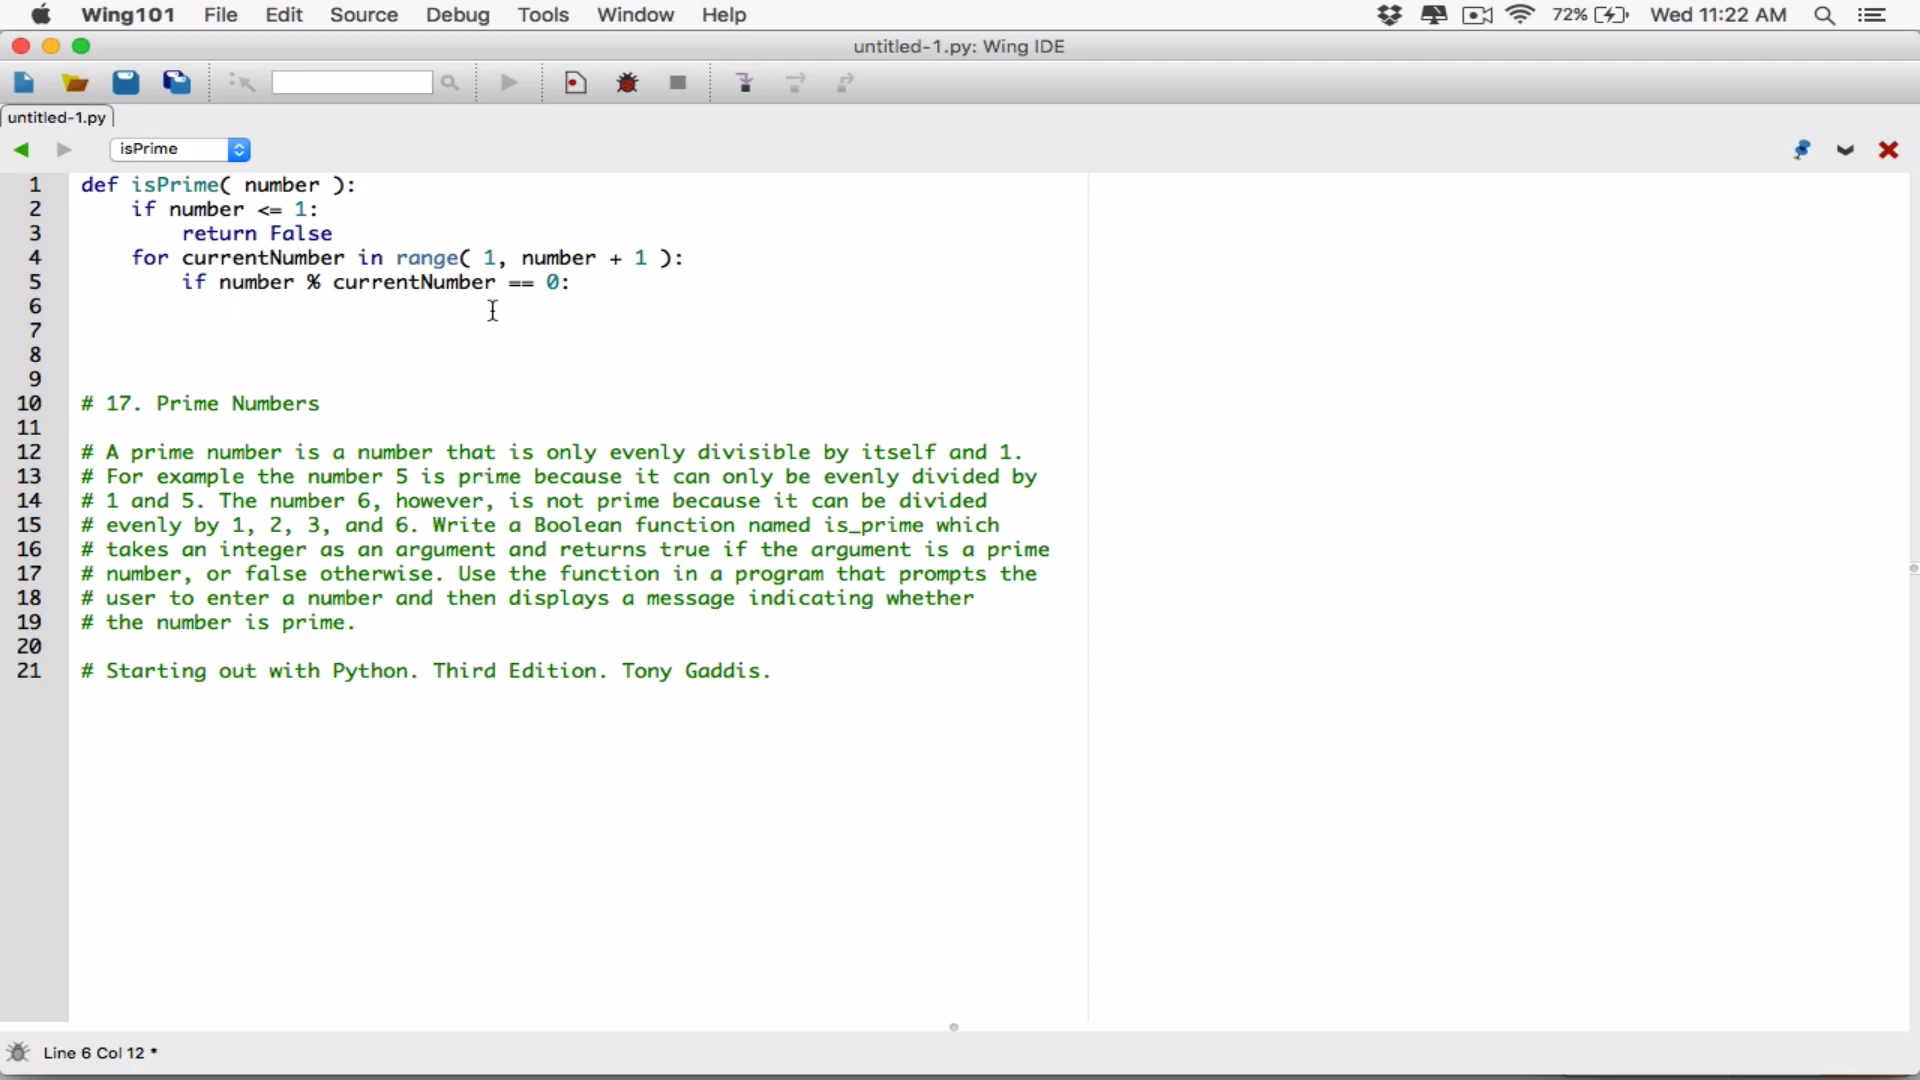 Wing101 File Edit Source Debug Tools Window Help 72% Wed 11:22 AM
untitled-1.py: Wing IDE
untitled-1.py
isPrime
1 def isPrime( number ):
2 if number <= 1:
3 return False
4 for currentNumber in range( 1, number + 1 ):
5 if number % currentNumber == 0:
6
7
8
9
10 # 17. Prime Numbers
11
12 # A prime number is a number that is only evenly divisible by itself and 1.
13 # For example the number 5 is prime because it can only be evenly divided by
14 # 1 and 5. The number 6, however, is not prime because it can be divided
15 # evenly by 1, 2, 3, and 6. Write a Boolean function named is_prime which
16 # takes an integer as an argument and returns true if the argument is a prime
17 # number, or false otherwise. Use the function in a program that prompts the
18 # user to enter a number and then displays a message indicating whether
19 # the number is prime.
20
21 # Starting out with Python. Third Edition. Tony Gaddis.
Line 6 Col 12 *